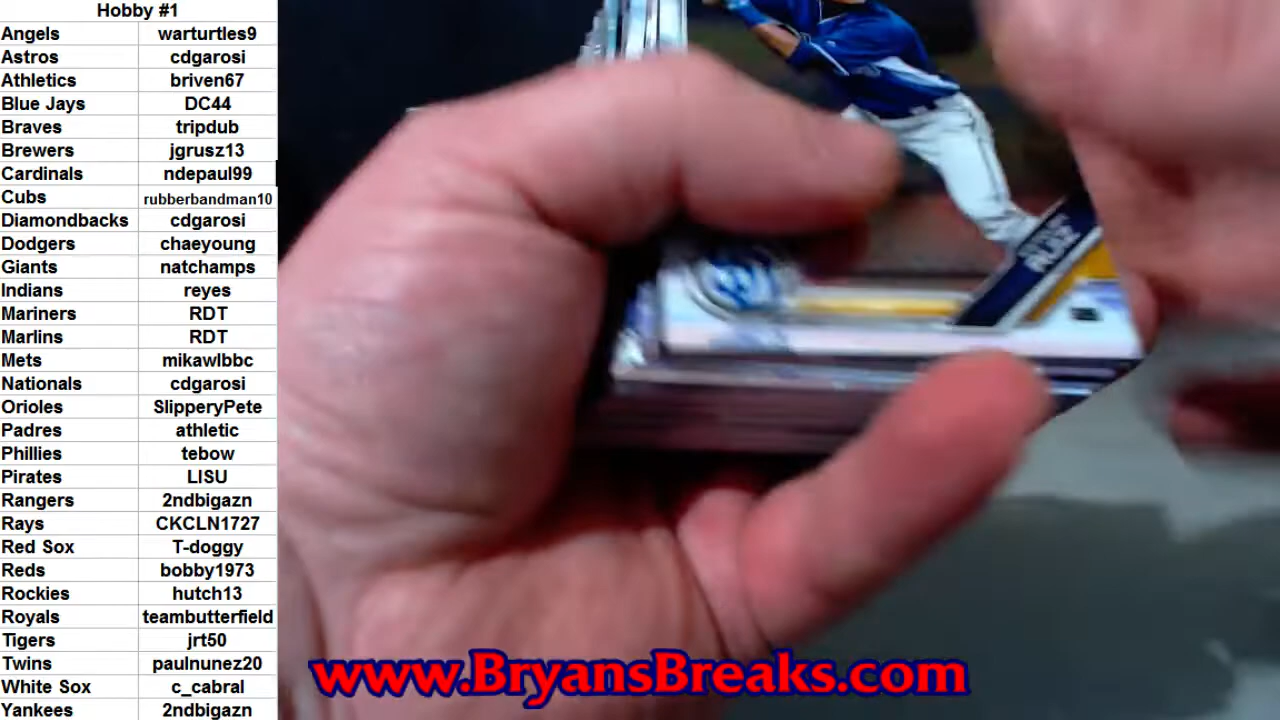 Hobby #1
Angels warturtles9
Astros cdgarosi
Athletics briven67
Blue Jays DC44
Braves tripdub
Brewers jgrusz13
Cardinals ndepaul99
Cubs rubberbandman10
Diamondbacks cdgarosi
Dodgers chaeyoung
Giants natchamps
Indians reyes
Mariners RDT
Marlins RDT
Mets mikawlbbc
Nationals cdgarosi
Orioles SlipperyPete
Padres athletic
Phillies tebow
Pirates LISU
Rangers 2ndbigazn
Rays CKCLN1727
Red Sox T-doggy
Reds bobby1973
Rockies hutch13
Royals teambutterfield
Tigers jrt50
Twins paulnunez20
White Sox c_cabral
Yankees 2ndbigazn
www.BryansBreaks.com